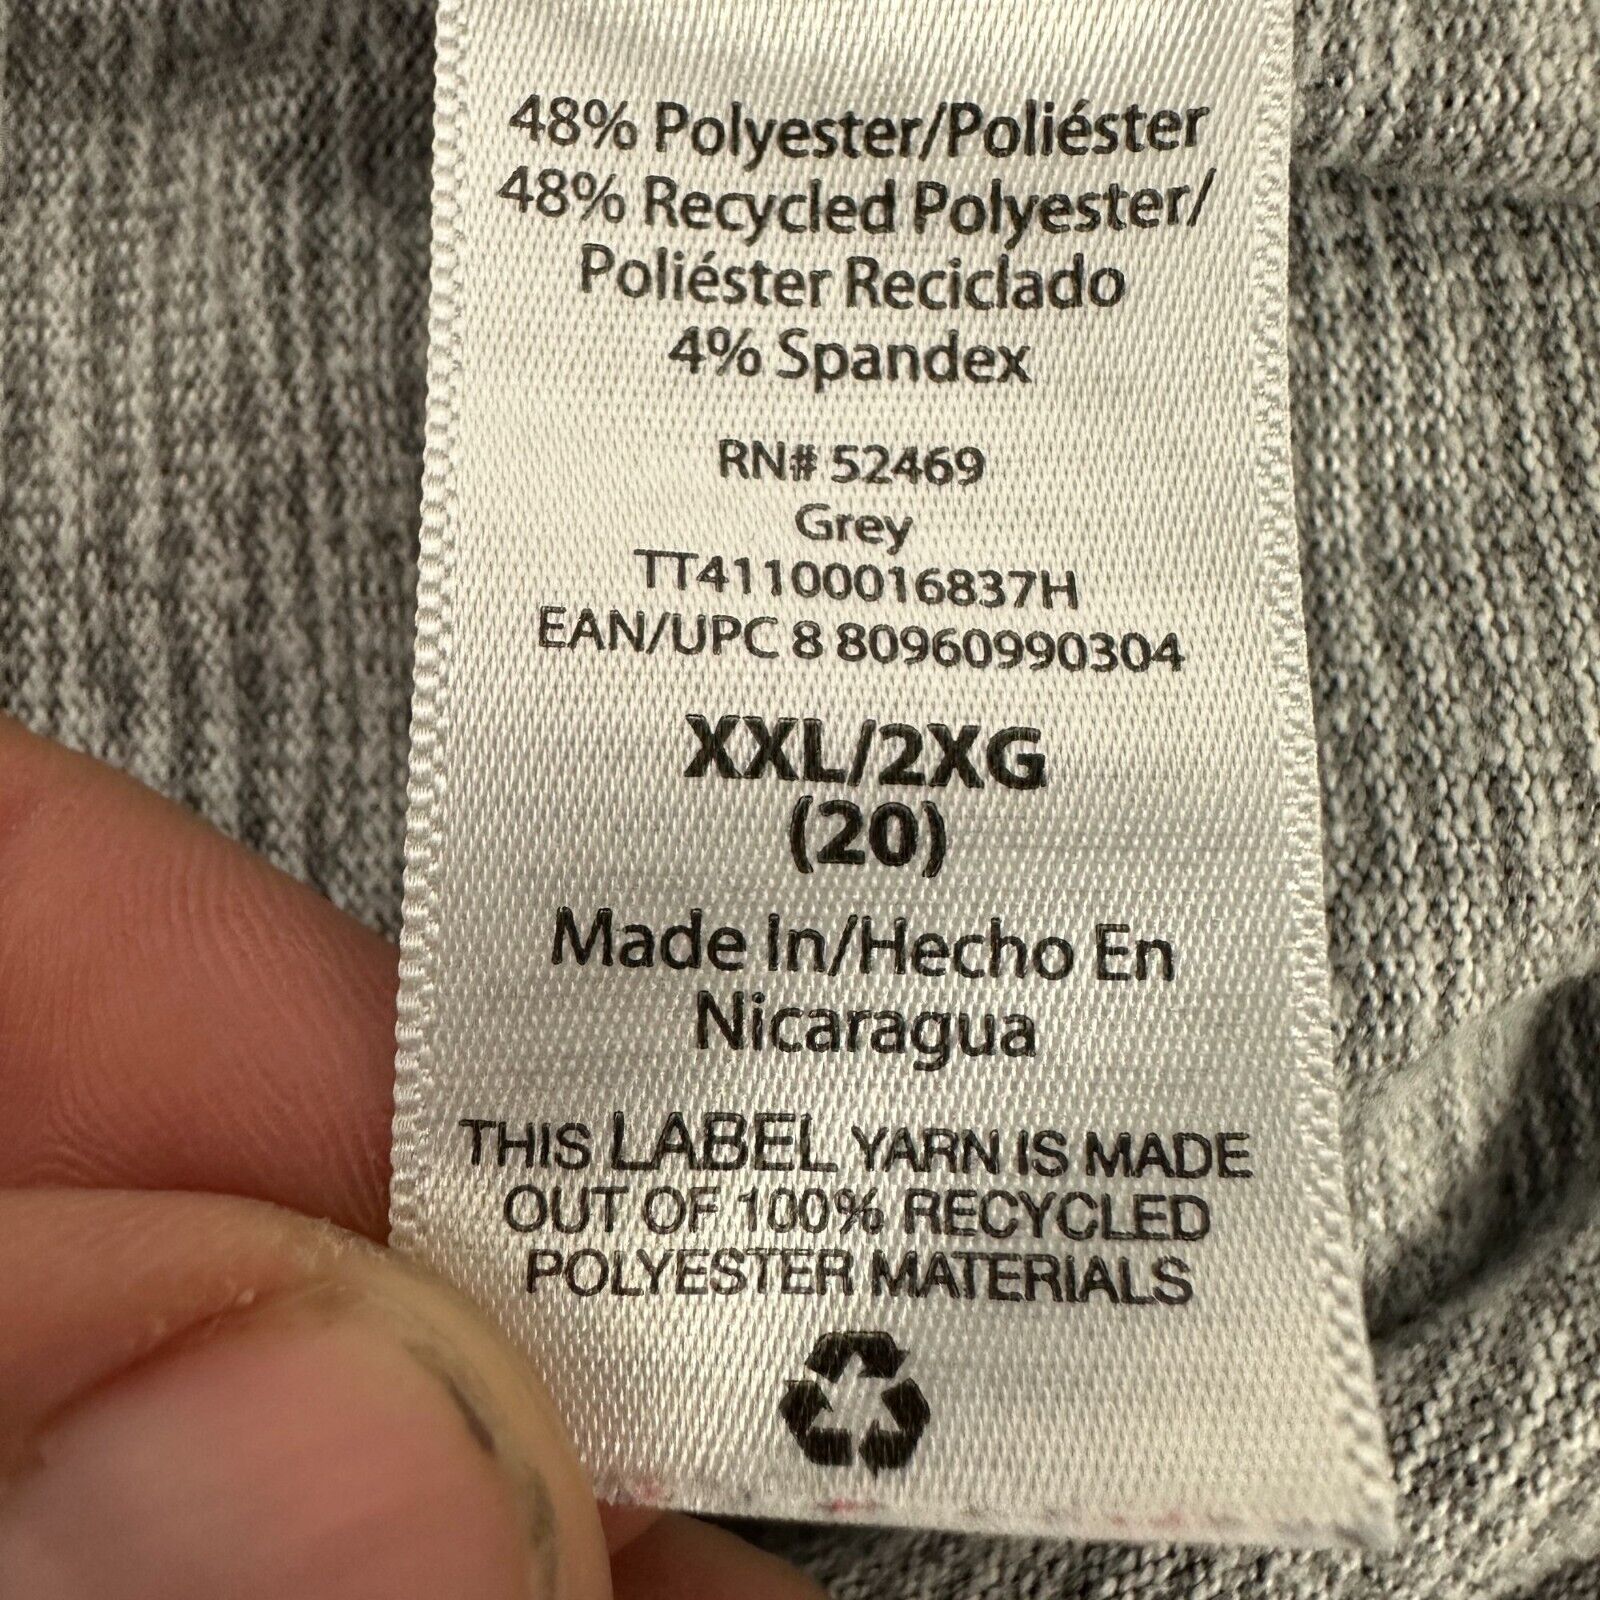 48% Polyester/Poliéster
48% Recycled Polyester/
Poliéster Reciclado
4% Spandex
RN# 52469
Grey
TT41100016837H
EAN/UPC 8 80960990304
XXL/2XG
(20)
Made In/Hecho En
Nicaragua
THIS LABEL YARN IS MADE
OUT OF 100% RECYCLED
POLYESTER MATERIALS